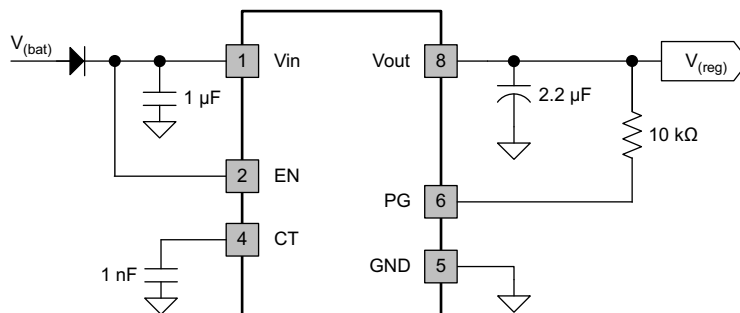 V(bat)
1
Vin
Vout
8
V(reg)
1 µF
2.2 µF
10 kΩ
2
EN
PG
6
4
CT
1 nF
GND
5